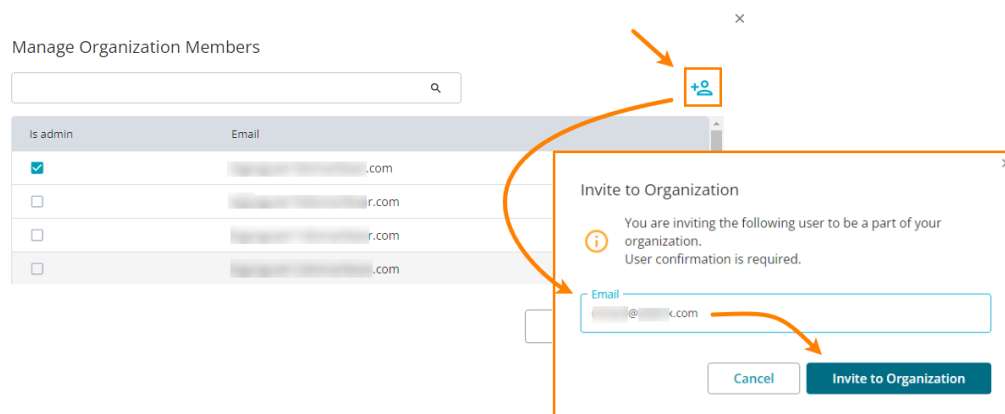 Manage Organization Members
Is admin
Email
.com
r.com
r.com
.com
Invite to Organization
You are inviting the following user to be a part of your
organization.
User confirmation is required.
Email
@ k.com
Cancel
Invite to Organization